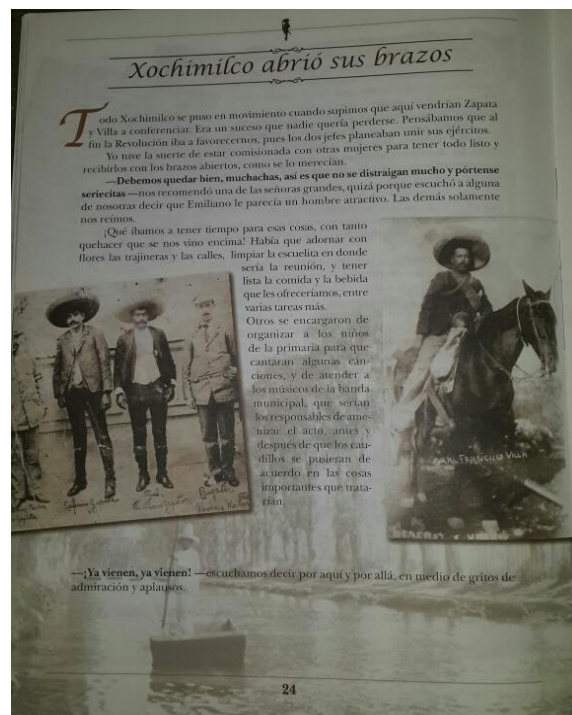 Xochimilco abrió sus brazos
Todo Xochimilco se puso en movimiento cuando supimos que aquí vendrían Zapata
y Villa a conferenciar. Era un suceso que nadie quería perderse. Pensábamos que al
fin la Revolución iba a favorecernos, pues los dos jefes planeaban unir sus ejércitos.
Yo tuve la suerte de estar comisionada con otras mujeres para tener todo listo y
recibirlos con los brazos abiertos, como se lo merecían.
—Debemos quedar bien, muchachas, así es que no se distraigan mucho y pórtense
seriecitas —nos recomendó una de las señoras grandes, quizá porque escuchó a alguna
de nosotras decir que Emiliano le parecía un hombre atractivo. Las demás solamente
nos reímos.
¡Qué íbamos a tener tiempo para esas cosas, con tanto
quehacer que se nos vino encima! Había que adornar con
flores las trajineras y las calles, limpiar la escuelita en donde
sería la reunión, y tener
lista la comida y la bebida
que les ofreceríamos, entre
varias tareas más.
Otros se encargaron de
organizar a los niños
de la primaria para que
cantaran algunas can-
ciones, y de atender a
los músicos de la banda
municipal, que serían
los responsables de ame-
nizar el acto, antes y
después de que los cau-
dillos se pusieran de
acuerdo en las cosas
importantes que trata-
rían.
GRAL FRANCISCO VILLA
—¡Ya vienen, ya vienen! —escuchamos decir por aquí y por allá, en medio de gritos de
admiración y aplausos.
24